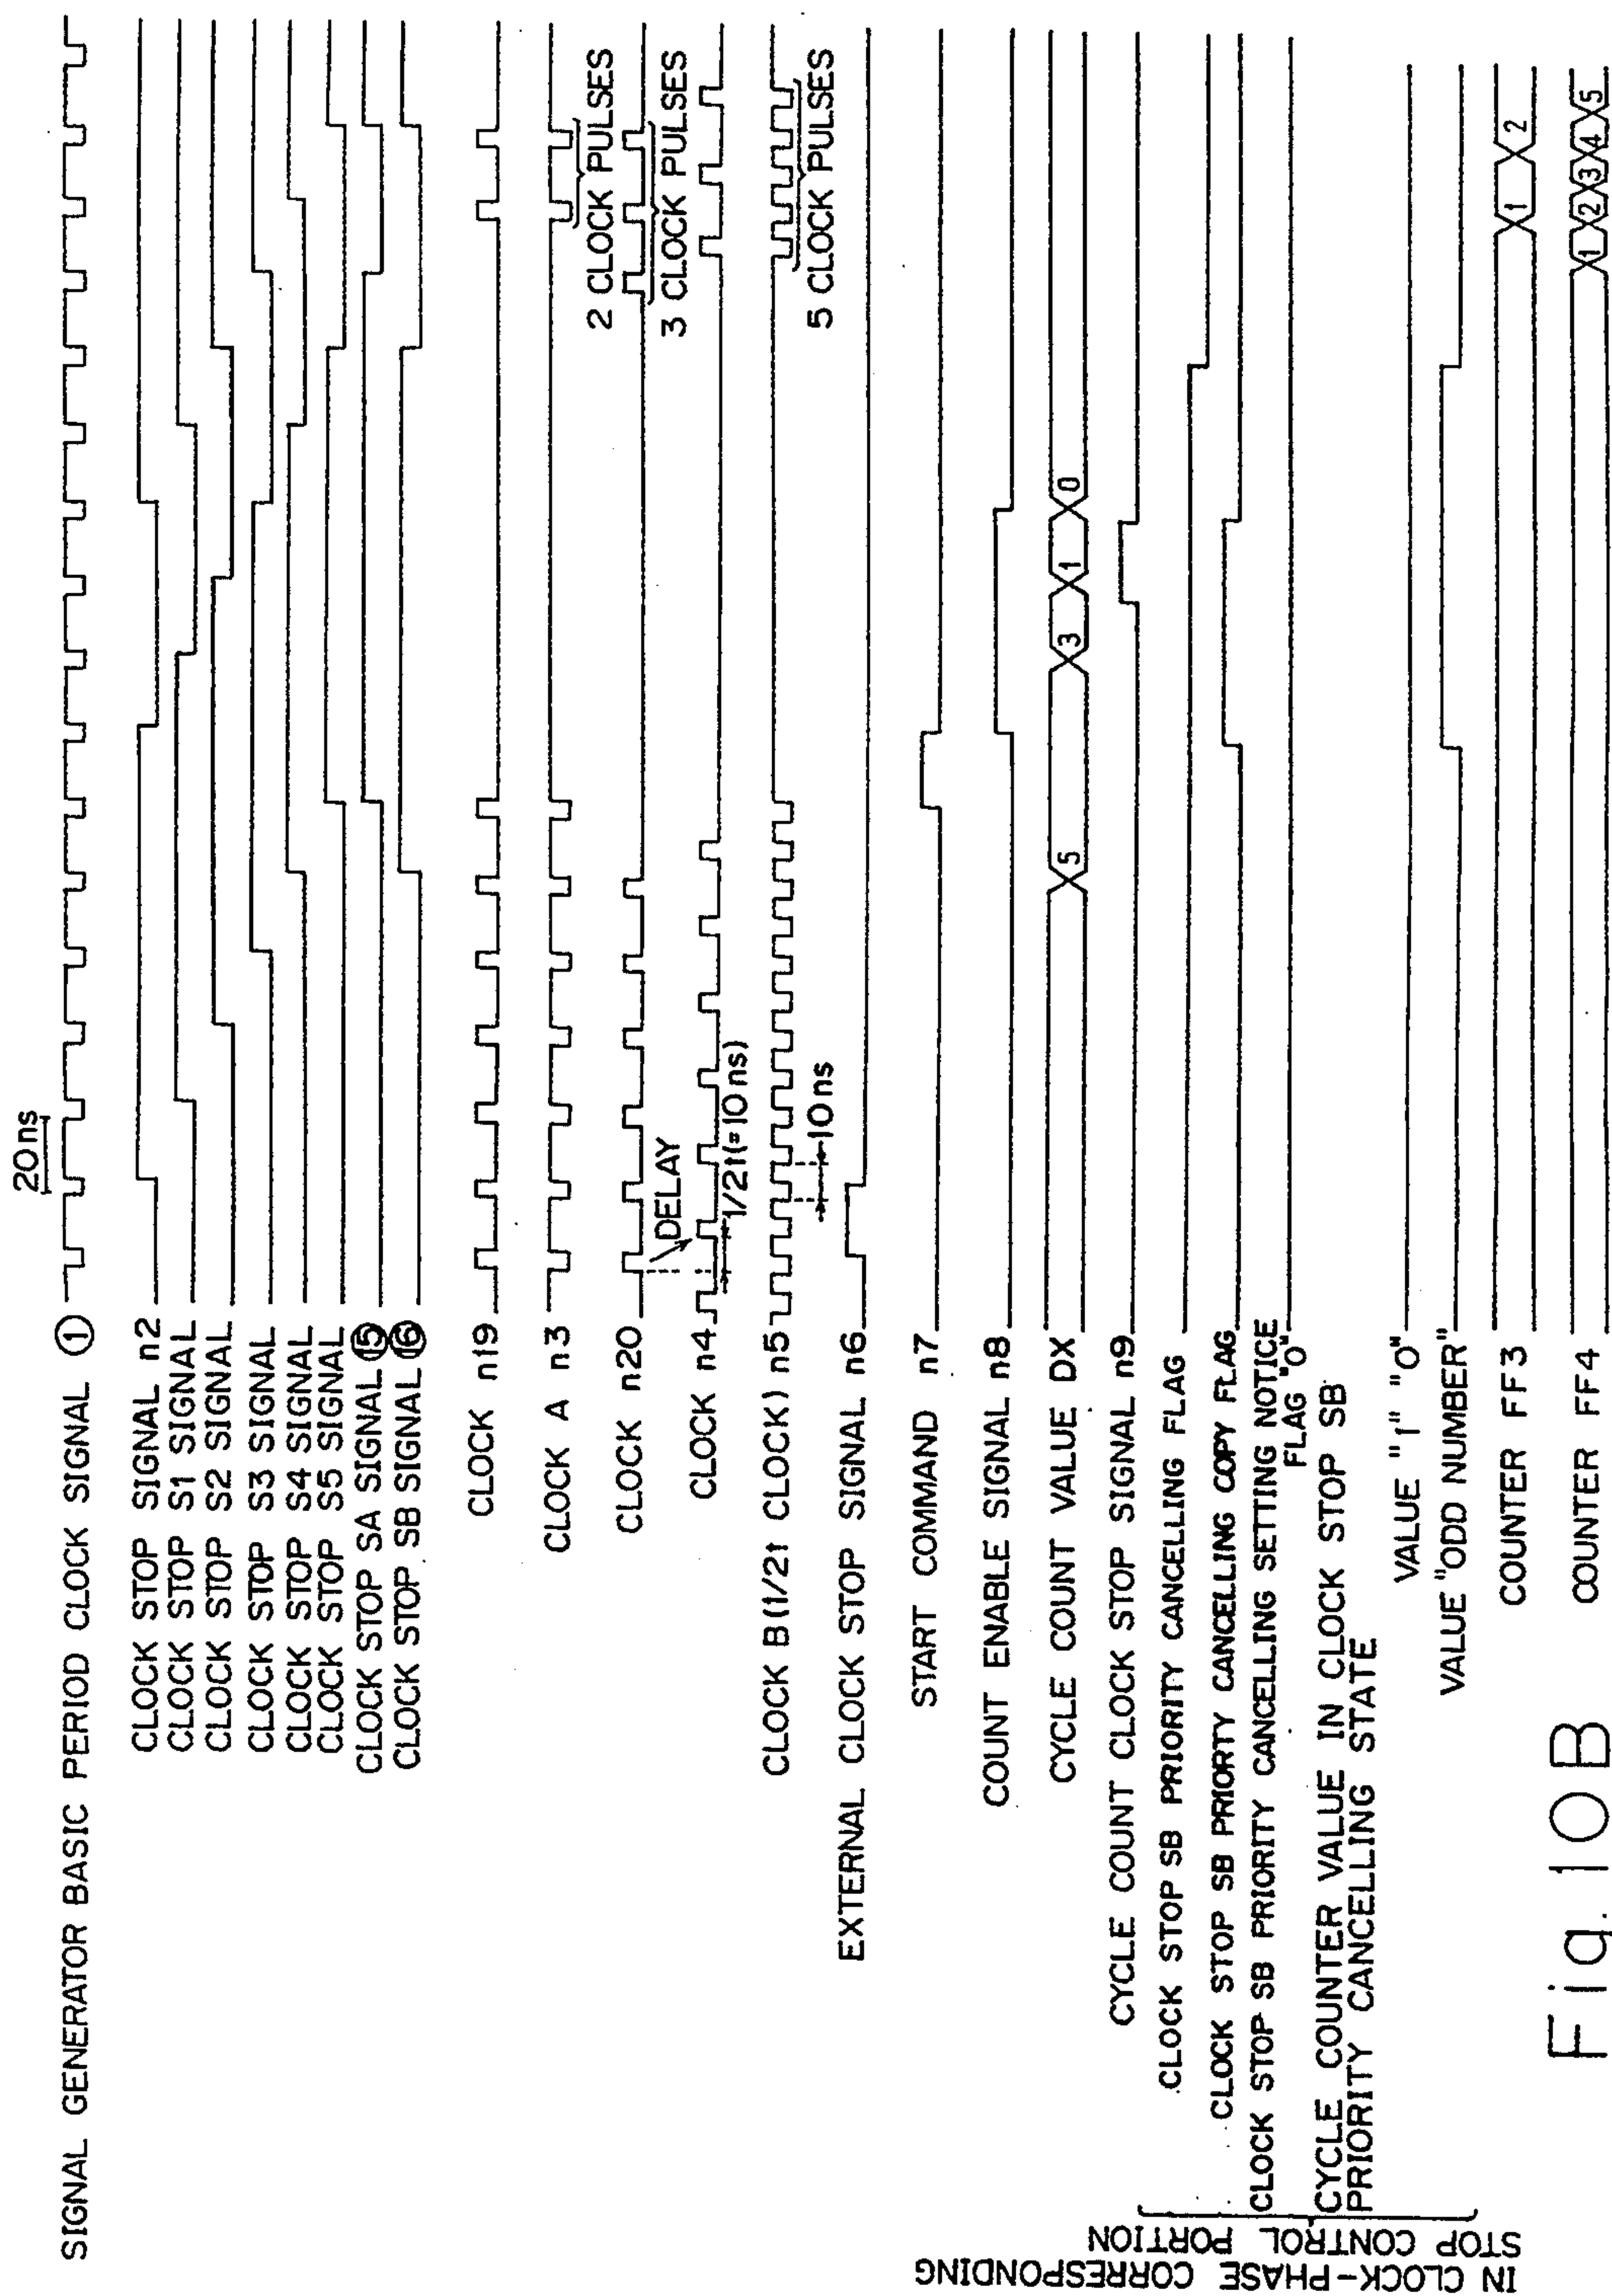 20ns
SIGNAL GENERATOR BASIC PERIOD CLOCK SIGNAL ①
CLOCK STOP SIGNAL n2
CLOCK STOP S1 SIGNAL
CLOCK STOP S2 SIGNAL
CLOCK STOP S3 SIGNAL
CLOCK STOP S4 SIGNAL
CLOCK STOP S5 SIGNAL
CLOCK STOP SA SIGNAL ⑮
CLOCK STOP SB SIGNAL ⑯
CLOCK n19
CLOCK A n3
2 CLOCK PULSES
CLOCK n20
DELAY
3 CLOCK PULSES
CLOCK n4
1/2t(=10ns)
CLOCK B(1/2t CLOCK) n5
10ns
5 CLOCK PULSES
EXTERNAL CLOCK STOP SIGNAL n6
START COMMAND n7
COUNT ENABLE SIGNAL n8
CYCLE COUNT VALUE DX
5 3 1 0
CYCLE COUNT CLOCK STOP SIGNAL n9
CLOCK STOP SB PRIORITY CANCELLING FLAG
CLOCK STOP SB PRIORTY CANCELLING COPY FLAG
CLOCK STOP SB PRIORITY CANCELLING SETTING NOTICE
FLAG "0"
CYCLE COUNTER VALUE IN CLOCK STOP SB
PRIORITY CANCELLING STATE
VALUE "1" "0"
VALUE "ODD NUMBER"
IN CLOCK-PHASE CORRESPONDING
STOP CONTROL PORTION
COUNTER FF3
1 2
COUNTER FF4
1 2 3 4 5
Fig. 10B